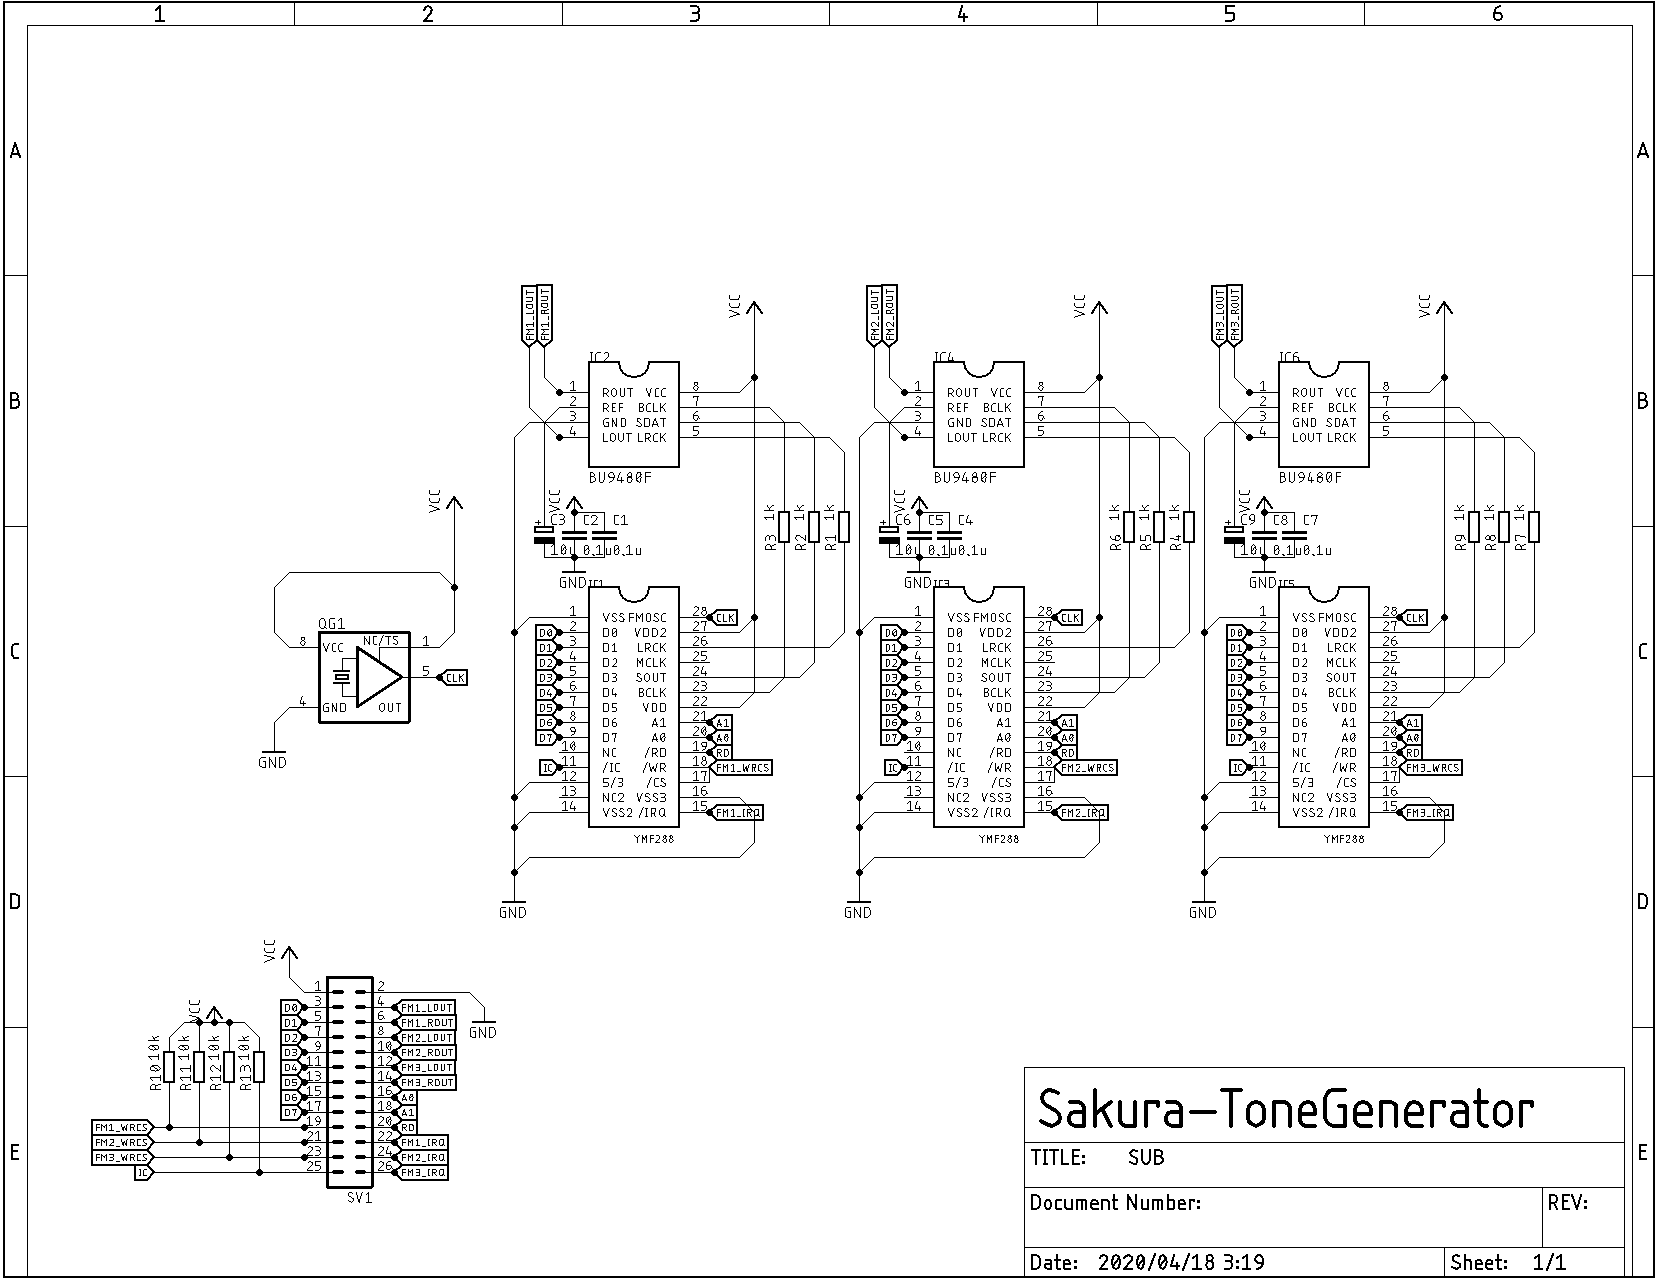 1 2 3 4 5 6
A A
B B
C C
D D
E E
FM1_LOUT
FM1_ROUT
VCC
IC2
1 ROUT VCC 8
2 REF BCLK 7
3 GND SDAT 6
4 LOUT LRCK 5
BU9480F
VCC
C3 C2 C1
+
10u 0.1u 0.1u
GND
R3 1k
R2 1k
R1 1k
IC1
1 VSS FMOSC 28 CLK
D0 2 D0 VDD2 27
D1 3 D1 LRCK 26
D2 4 D2 MCLK 25
D3 5 D3 SOUT 24
D4 6 D4 BCLK 23
D5 7 D5 VDD 22
D6 8 D6 A1 21 A1
D7 9 D7 A0 20 A0
10 NC /RD 19 RD
IC 11 /IC /WR 18 FM1_WRCS
12 5/3 /CS 17
13 NC2 VSS3 16
14 VSS2 /IRQ 15 FM1_IRQ
YMF288
GND
FM2_LOUT
FM2_ROUT
VCC
IC4
1 ROUT VCC 8
2 REF BCLK 7
3 GND SDAT 6
4 LOUT LRCK 5
BU9480F
VCC
C6 C5 C4
+
10u 0.1u 0.1u
GND
R6 1k
R5 1k
R4 1k
IC3
1 VSS FMOSC 28 CLK
D0 2 D0 VDD2 27
D1 3 D1 LRCK 26
D2 4 D2 MCLK 25
D3 5 D3 SOUT 24
D4 6 D4 BCLK 23
D5 7 D5 VDD 22
D6 8 D6 A1 21 A1
D7 9 D7 A0 20 A0
10 NC /RD 19 RD
IC 11 /IC /WR 18 FM2_WRCS
12 5/3 /CS 17
13 NC2 VSS3 16
14 VSS2 /IRQ 15 FM2_IRQ
YMF288
GND
FM3_LOUT
FM3_ROUT
VCC
IC6
1 ROUT VCC 8
2 REF BCLK 7
3 GND SDAT 6
4 LOUT LRCK 5
BU9480F
VCC
C9 C8 C7
+
10u 0.1u 0.1u
GND
R9 1k
R8 1k
R7 1k
IC5
1 VSS FMOSC 28 CLK
D0 2 D0 VDD2 27
D1 3 D1 LRCK 26
D2 4 D2 MCLK 25
D3 5 D3 SOUT 24
D4 6 D4 BCLK 23
D5 7 D5 VDD 22
D6 8 D6 A1 21 A1
D7 9 D7 A0 20 A0
10 NC /RD 19 RD
IC 11 /IC /WR 18 FM3_WRCS
12 5/3 /CS 17
13 NC2 VSS3 16
14 VSS2 /IRQ 15 FM3_IRQ
YMF288
GND
VCC
QG1
8 VCC NC/TS 1
5 CLK
4 GND OUT
GND
VCC
1 2
D0 3 4 FM1_LOUT
D1 5 6 FM1_ROUT
D2 7 8 FM2_LOUT
D3 9 10 FM2_ROUT
D4 11 12 FM3_LOUT
D5 13 14 FM3_ROUT
D6 15 16 A0
D7 17 18 A1
FM1_WRCS 19 20 RD
FM2_WRCS 21 22 FM1_IRQ
FM3_WRCS 23 24 FM2_IRQ
IC 25 26 FM3_IRQ
SV1
GND
VCC
R10 10k
R11 10k
R12 10k
R13 10k
Sakura-ToneGenerator
TITLE: SUB
Document Number:
REV:
Date: 2020/04/18 3:19
Sheet: 1/1
1 2 3 4 5 6